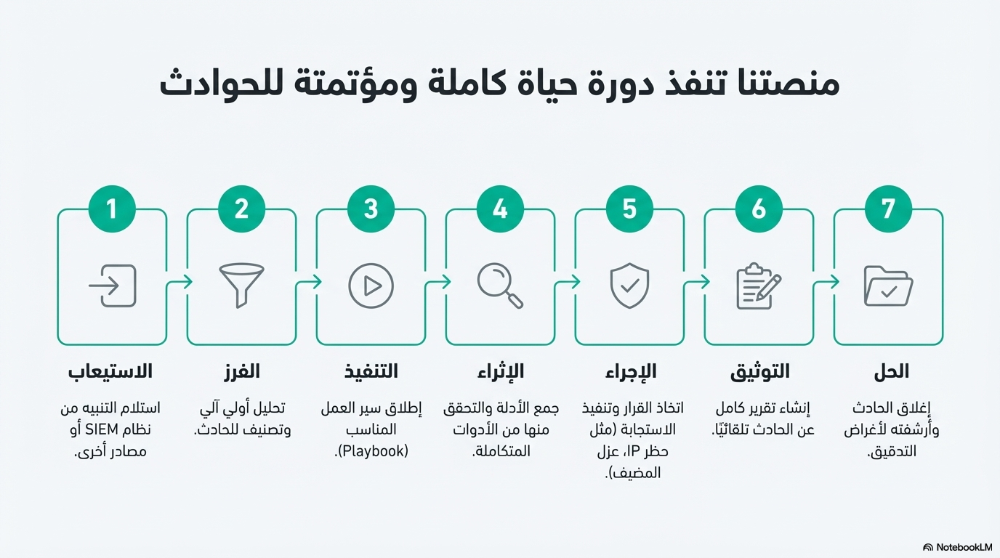 منصتنا تنفذ دورة حياة كاملة ومؤتمتة للحوادث
1
الاستيعاب
استلام التنبيه من
نظام SIEM أو
مصادر أخرى.
2
الفرز
تحليل أولي آلي
وتصنيف للحادث.
3
التنفيذ
إطلاق سير العمل
المناسب
(Playbook).
4
الإثراء
جمع الأدلة والتحقق
منها من الأدوات
المتكاملة.
5
الإجراء
اتخاذ القرار وتنفيذ
الاستجابة (مثل
حظر IP، عزل
المضيف).
6
التوثيق
إنشاء تقرير كامل
عن الحادث تلقائيًا.
7
الحل
إغلاق الحادث
وأرشفته لأغراض
التدقيق.
NotebookLM